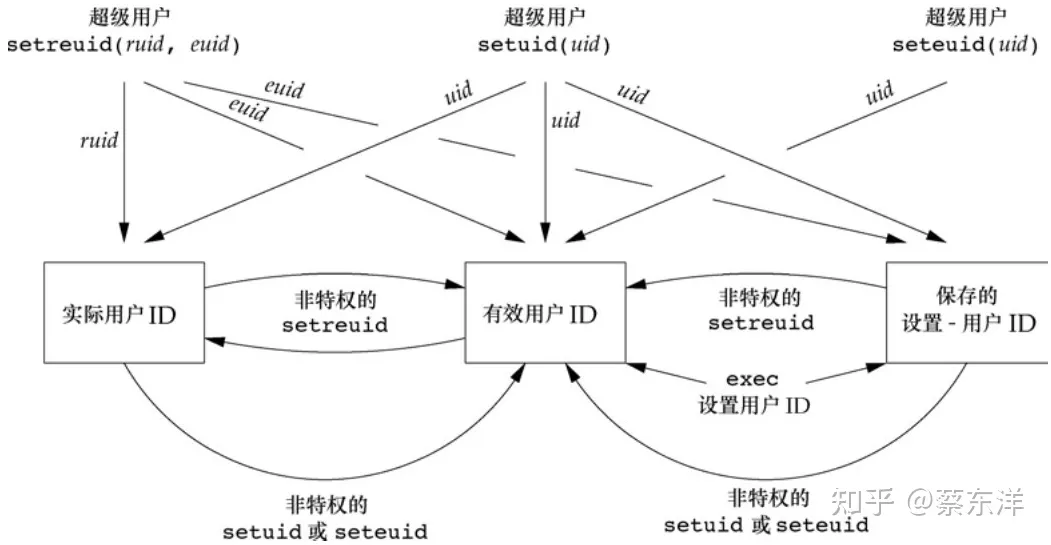 超级用户
setreuid(ruid, euid)
超级用户
setuid(uid)
超级用户
seteuid(uid)
ruid
euid
euid
uid
uid
uid
uid
实际用户 ID
非特权的
setreuid
有效用户 ID
非特权的
setreuid
保存的
设置 - 用户 ID
exec
设置用户 ID
非特权的
setuid 或 seteuid
非特权的
setuid 或 seteuid
知乎 @蔡东洋